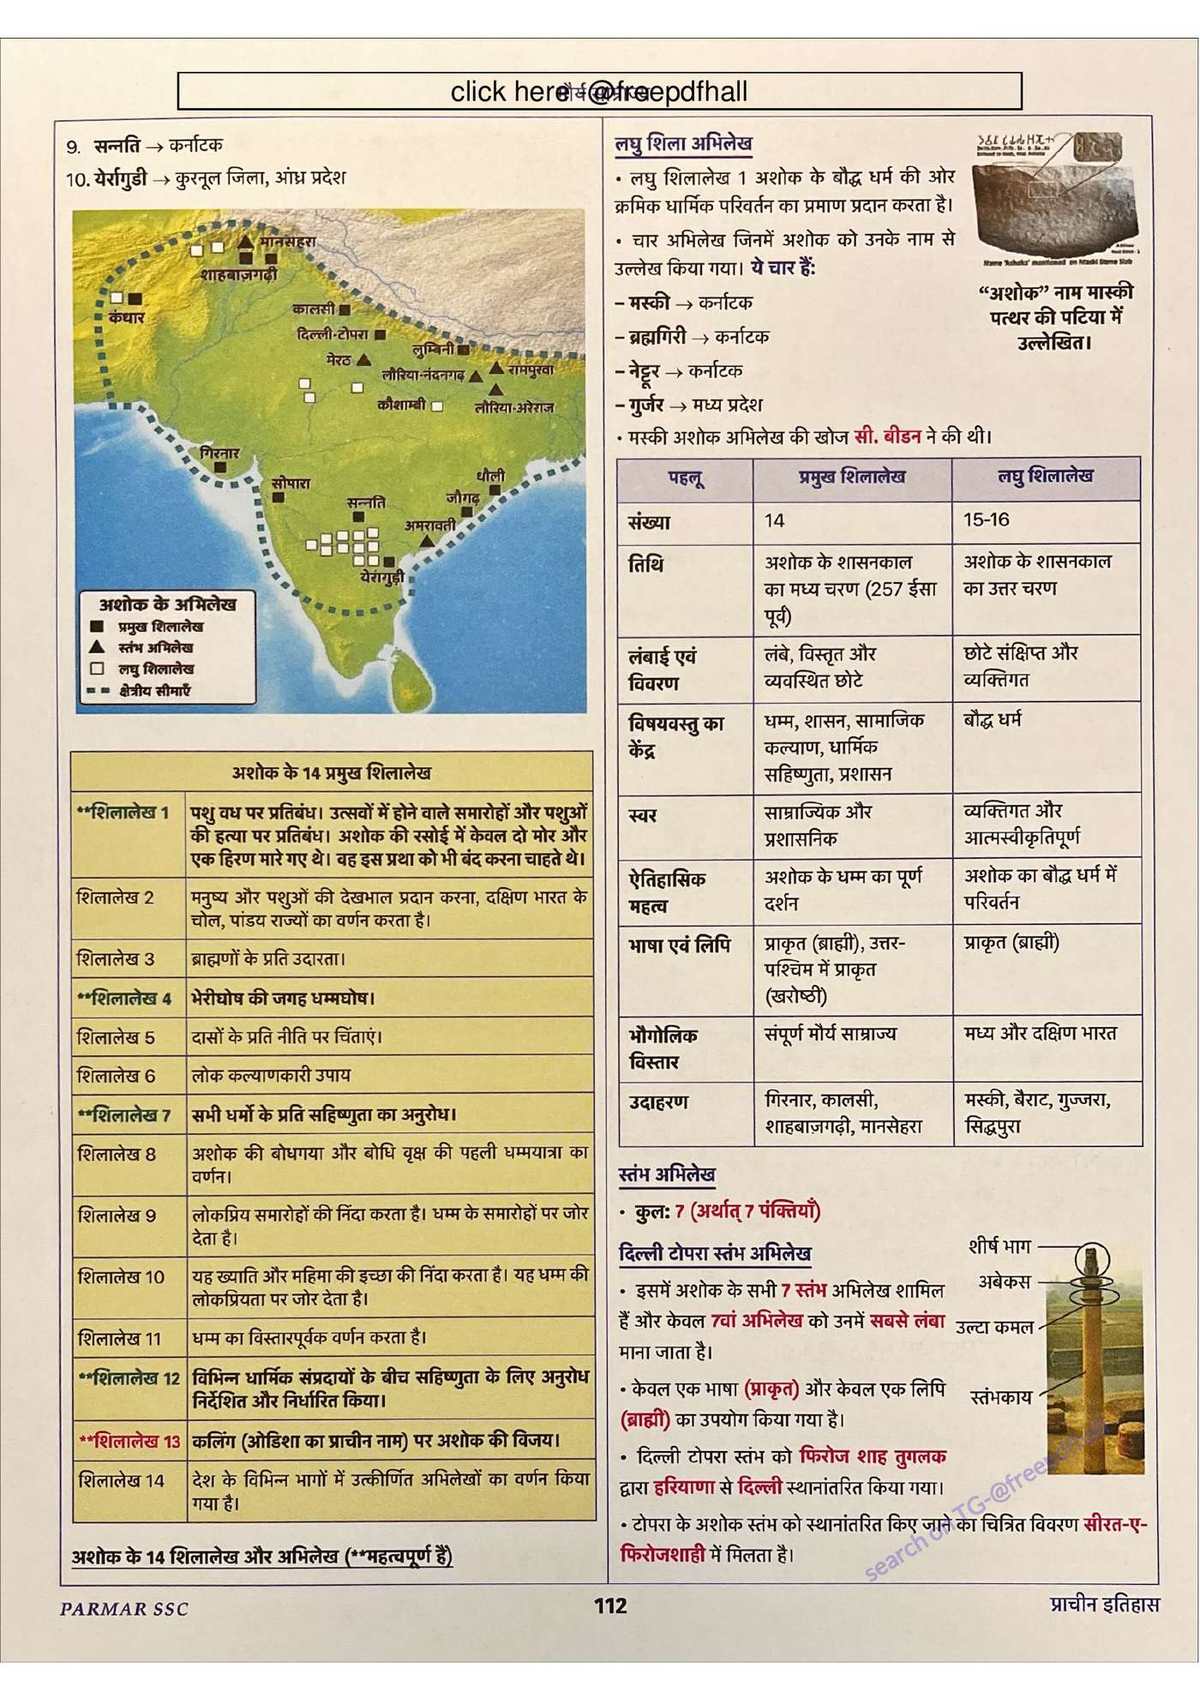 click here - @freepdfhall
9. सन्नति → कर्नाटक
10. येर्रागुडी → कुरनूल जिला, आंध्र प्रदेश
मानसहरा
शाहबाज़गढ़ी
कंधार
कालसी
दिल्ली-टोपरा
लुम्बिनी
मेरठ
रामपुरवा
लौरिया-नंदनगढ़
कौशाम्बी
लौरिया-अरेराज
गिरनार
सोपारा
धौली
सन्नति
जौगढ़
अमरावती
येरागुड़ी
अशोक के अभिलेख
प्रमुख शिलालेख
स्तंभ अभिलेख
लघु शिलालेख
क्षेत्रीय सीमाएँ
अशोक के 14 प्रमुख शिलालेख
**शिलालेख 1 पशु वध पर प्रतिबंध। उत्सवों में होने वाले समारोहों और पशुओं
की हत्या पर प्रतिबंध। अशोक की रसोई में केवल दो मोर और
एक हिरण मारे गए थे। वह इस प्रथा को भी बंद करना चाहते थे।
शिलालेख 2 मनुष्य और पशुओं की देखभाल प्रदान करना, दक्षिण भारत के
चोल, पांडय राज्यों का वर्णन करता है।
शिलालेख 3 ब्राह्मणों के प्रति उदारता।
**शिलालेख 4 भेरीघोष की जगह धम्मघोष।
शिलालेख 5 दासों के प्रति नीति पर चिंताएं।
शिलालेख 6 लोक कल्याणकारी उपाय
**शिलालेख 7 सभी धर्मो के प्रति सहिष्णुता का अनुरोध।
शिलालेख 8 अशोक की बोधगया और बोधि वृक्ष की पहली धम्मयात्रा का
वर्णन।
शिलालेख 9 लोकप्रिय समारोहों की निंदा करता है। धम्म के समारोहों पर जोर
देता है।
शिलालेख 10 यह ख्याति और महिमा की इच्छा की निंदा करता है। यह धम्म की
लोकप्रियता पर जोर देता है।
शिलालेख 11 धम्म का विस्तारपूर्वक वर्णन करता है।
**शिलालेख 12 विभिन्न धार्मिक संप्रदायों के बीच सहिष्णुता के लिए अनुरोध
निर्देशित और निर्धारित किया।
**शिलालेख 13 कलिंग (ओडिशा का प्राचीन नाम) पर अशोक की विजय।
शिलालेख 14 देश के विभिन्न भागों में उत्कीर्णित अभिलेखों का वर्णन किया
गया है।
अशोक के 14 शिलालेख और अभिलेख (**महत्वपूर्ण हैं)
लघु शिला अभिलेख
• लघु शिलालेख 1 अशोक के बौद्ध धर्म की ओर
क्रमिक धार्मिक परिवर्तन का प्रमाण प्रदान करता है।
• चार अभिलेख जिनमें अशोक को उनके नाम से
उल्लेख किया गया। ये चार हैं:
– मस्की → कर्नाटक
– ब्रह्मगिरी → कर्नाटक
– नेट्टूर → कर्नाटक
– गुर्जर → मध्य प्रदेश
• मस्की अशोक अभिलेख की खोज सी. बीडन ने की थी।
Name 'Ashoka' mentioned on Maski Stone Slab
“अशोक” नाम मास्की
पत्थर की पटिया में
उल्लेखित।
पहलू प्रमुख शिलालेख लघु शिलालेख
संख्या 14 15-16
तिथि अशोक के शासनकाल अशोक के शासनकाल
का मध्य चरण (257 ईसा का उत्तर चरण
पूर्व)
लंबाई एवं लंबे, विस्तृत और छोटे संक्षिप्त और
विवरण व्यवस्थित छोटे व्यक्तिगत
विषयवस्तु का धम्म, शासन, सामाजिक बौद्ध धर्म
केंद्र कल्याण, धार्मिक
सहिष्णुता, प्रशासन
स्वर साम्राज्यिक और व्यक्तिगत और
प्रशासनिक आत्मस्वीकृतिपूर्ण
ऐतिहासिक अशोक के धम्म का पूर्ण अशोक का बौद्ध धर्म में
महत्व दर्शन परिवर्तन
भाषा एवं लिपि प्राकृत (ब्राह्मी), उत्तर- प्राकृत (ब्राह्मी)
पश्चिम में प्राकृत
(खरोष्ठी)
भौगोलिक संपूर्ण मौर्य साम्राज्य मध्य और दक्षिण भारत
विस्तार
उदाहरण गिरनार, कालसी, मस्की, बैराट, गुज्जरा,
शाहबाज़गढ़ी, मानसेहरा सिद्धपुरा
स्तंभ अभिलेख
• कुल: 7 (अर्थात् 7 पंक्तियाँ)
दिल्ली टोपरा स्तंभ अभिलेख
• इसमें अशोक के सभी 7 स्तंभ अभिलेख शामिल
हैं और केवल 7वां अभिलेख को उनमें सबसे लंबा
माना जाता है।
• केवल एक भाषा (प्राकृत) और केवल एक लिपि
(ब्राह्मी) का उपयोग किया गया है।
• दिल्ली टोपरा स्तंभ को फिरोज शाह तुगलक
द्वारा हरियाणा से दिल्ली स्थानांतरित किया गया।
• टोपरा के अशोक स्तंभ को स्थानांतरित किए जाने का चित्रित विवरण सीरत-ए-
फिरोजशाही में मिलता है।
शीर्ष भाग
अबेकस
उल्टा कमल
स्तंभकाय
search on TG-@freepdfhall
PARMAR SSC
112
प्राचीन इतिहास